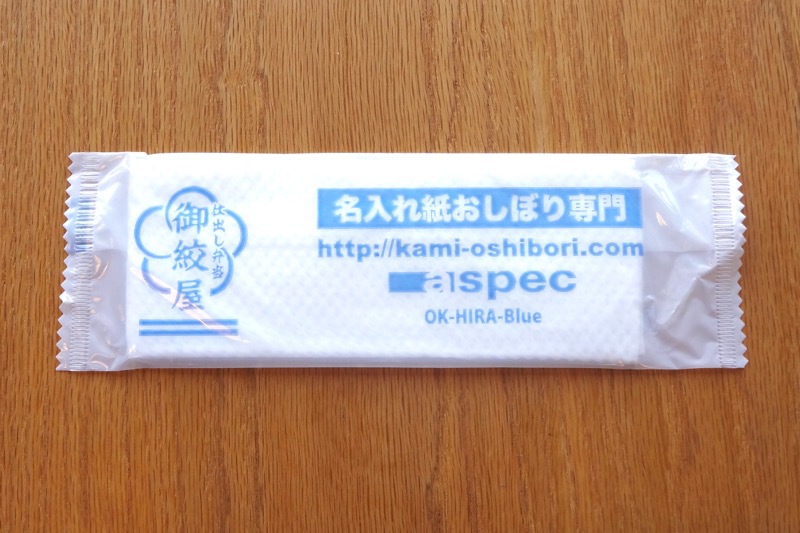 仕出し弁当
御絞屋
名入れ紙おしぼり専門
http://kami-oshibori.com
aspec
OK-HIRA-Blue